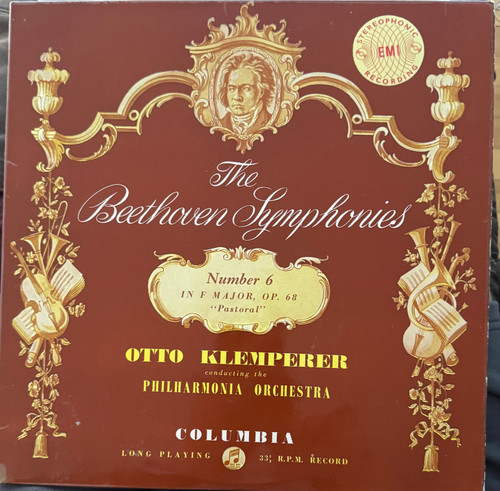 STEREOPHONIC
EMI
RECORDING
The
Beethoven Symphonies
Number 6
IN F MAJOR, OP. 68
"Pastoral"
OTTO KLEMPERER
conducting the
PHILHARMONIA ORCHESTRA
COLUMBIA
LONG PLAYING 33⅓ R.P.M. RECORD